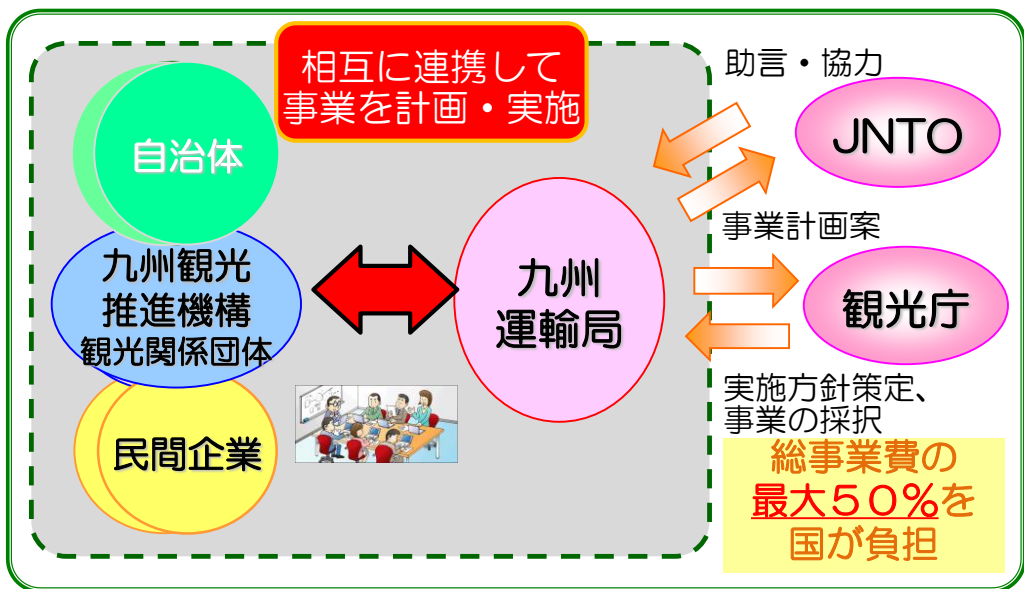 相互に連携して
事業を計画・実施
自治体
九州観光
推進機構
観光関係団体
民間企業
九州
運輸局
助言・協力
JNTO
事業計画案
観光庁
実施方針策定、
事業の採択
総事業費の
最大５０％を
国が負担